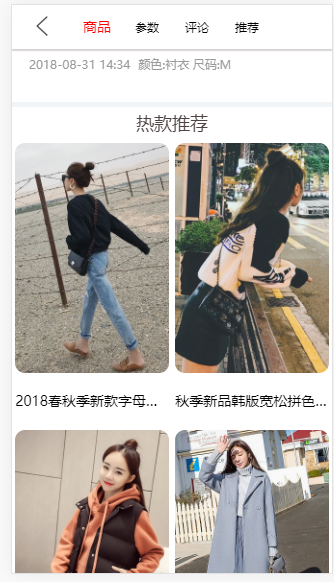 商品 参数 评论 推荐
2018-08-31 14:34 颜色:衬衣 尺码:M
热款推荐
2018春秋季新款字母...
秋季新品韩版宽松拼色...